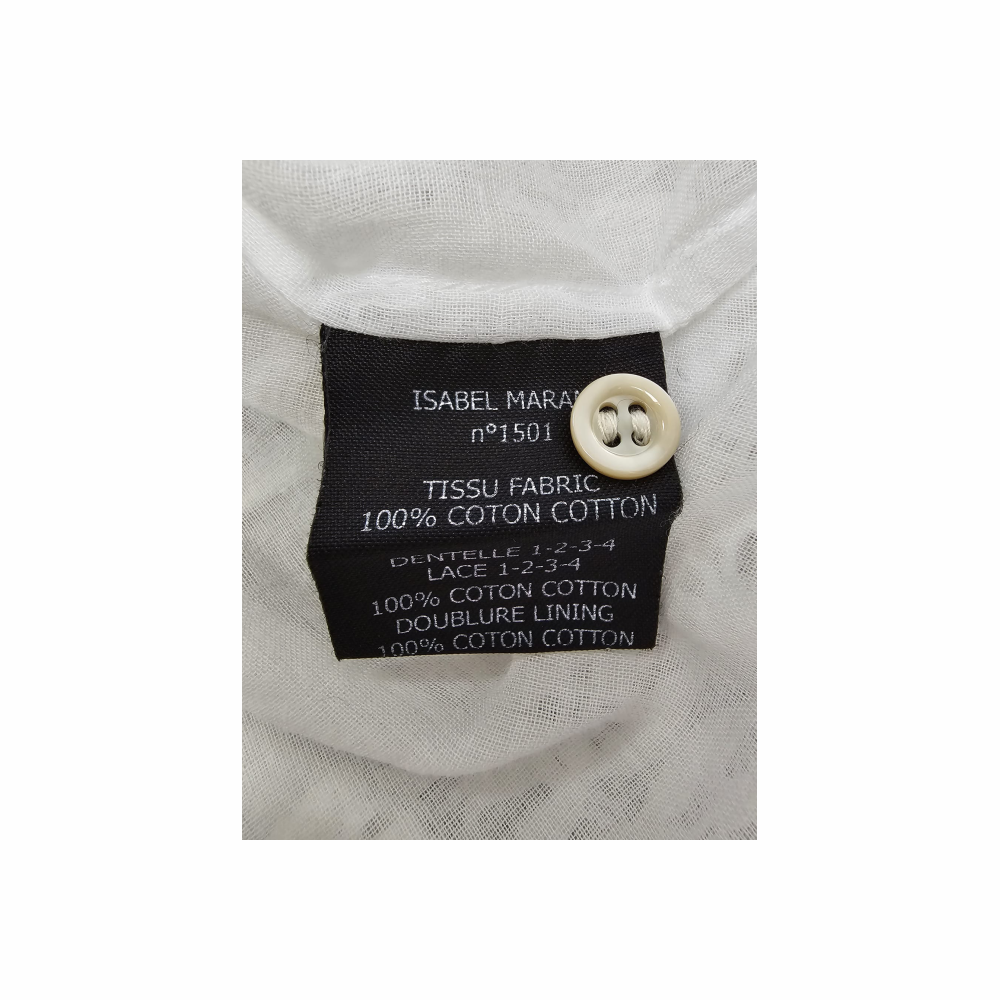 ISABEL MARAN
n°1501
TISSU FABRIC
100% COTON COTTON
DENTELLE 1-2-3-4
LACE 1-2-3-4
100% COTON COTTON
DOUBLURE LINING
100% COTON COTTON